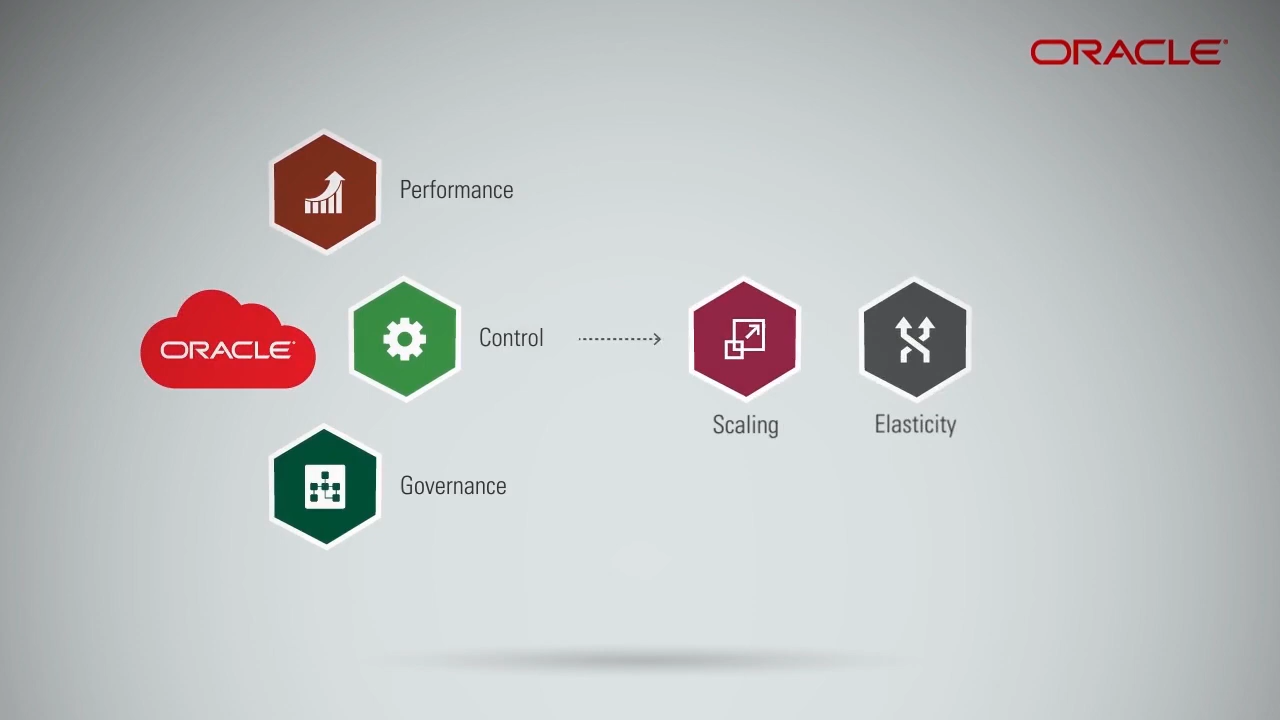 ORACLE
Performance
ORACLE
Control
Scaling
Elasticity
Governance